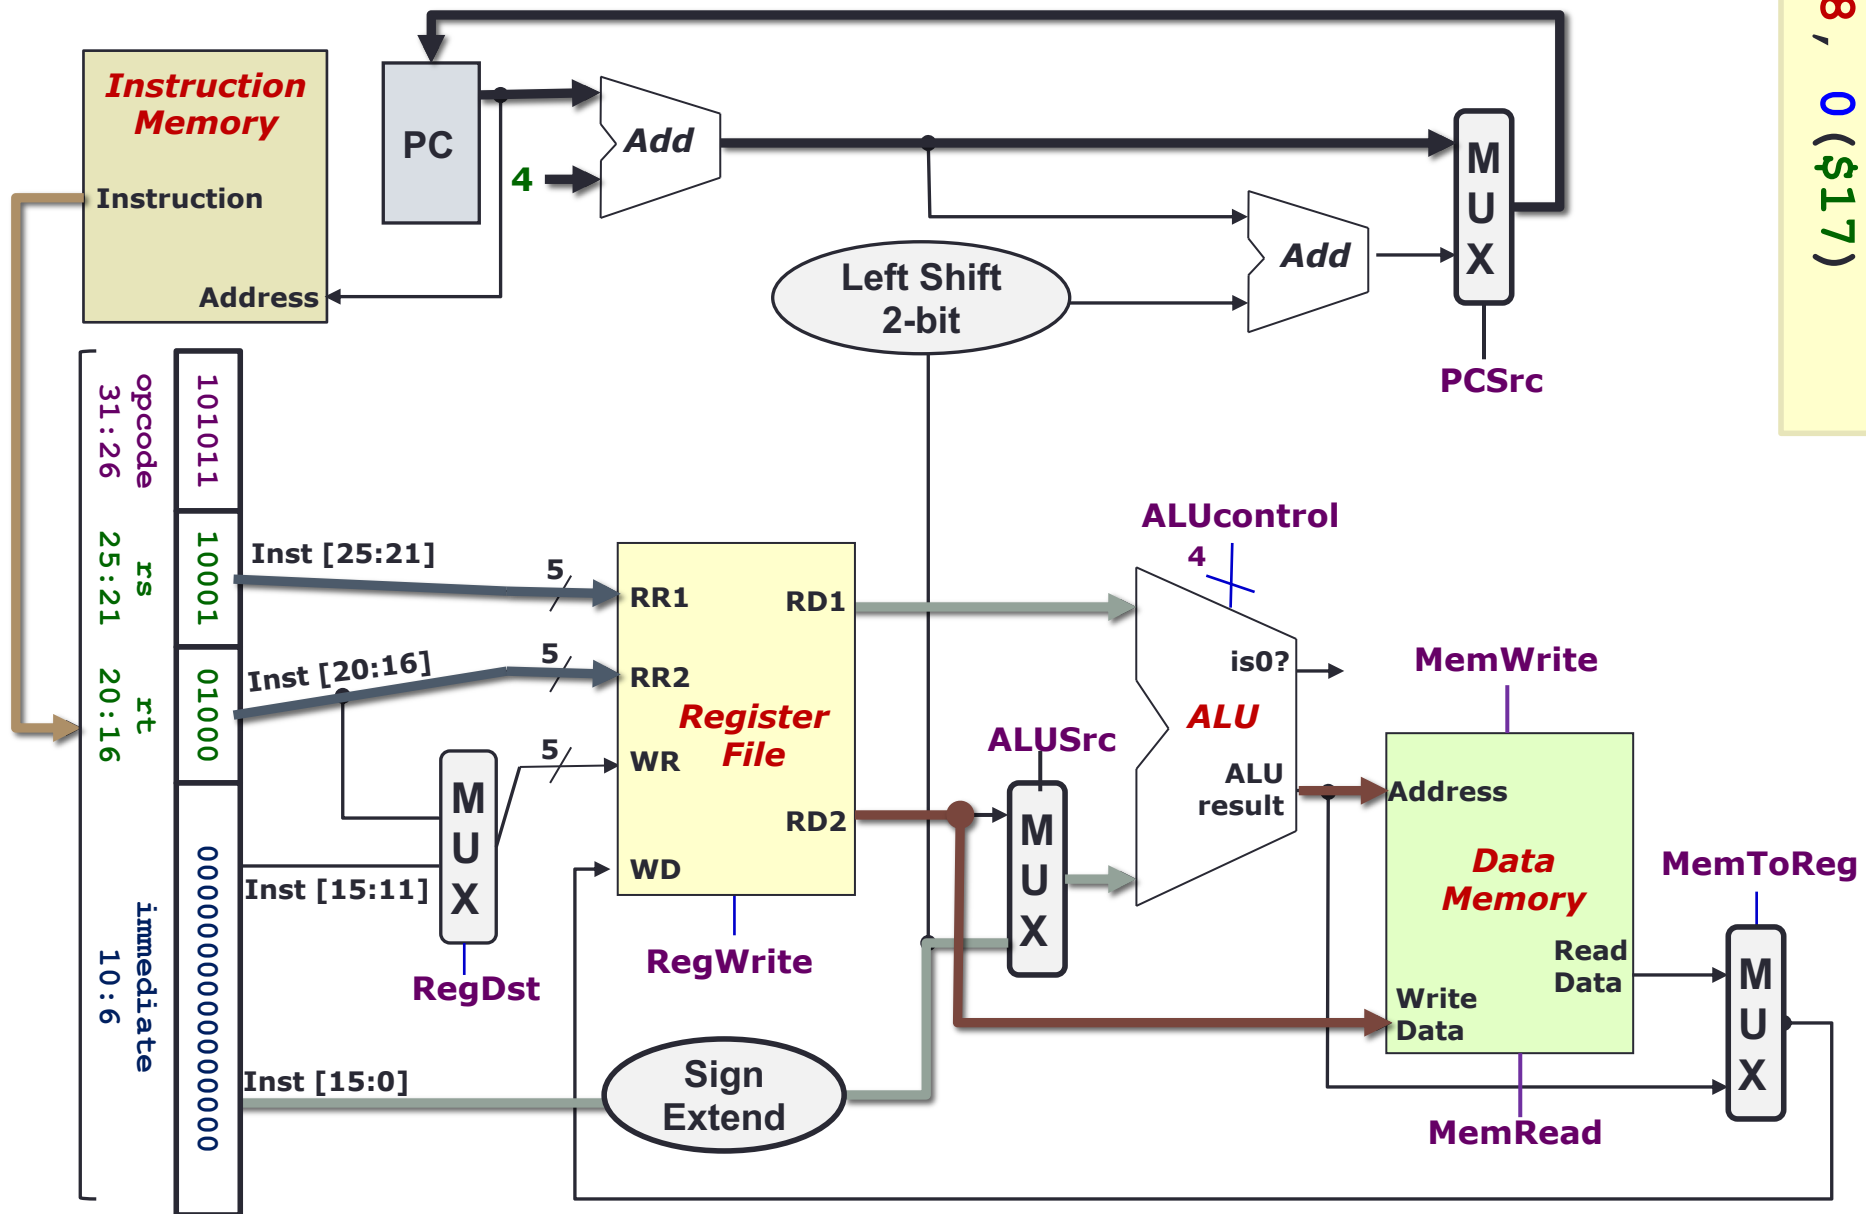 Instruction
Memory
Instruction
Address
PC
4
Add
Add
M
U
X
PCSrc
Left Shift
2-bit
8, 0($17)
opcode
31:26
101011
rs
25:21
10001
rt
20:16
01000
immediate
10:6
0000000000000000
Inst [25:21]
5
Inst [20:16]
5
5
Inst [15:11]
Inst [15:0]
M
U
X
RegDst
RR1
RR2
WR
WD
RD1
RD2
Register
File
RegWrite
Sign
Extend
ALUSrc
M
U
X
ALUcontrol
4
is0?
ALU
ALU
result
MemWrite
Address
Data
Memory
Read
Data
Write
Data
MemRead
MemToReg
M
U
X